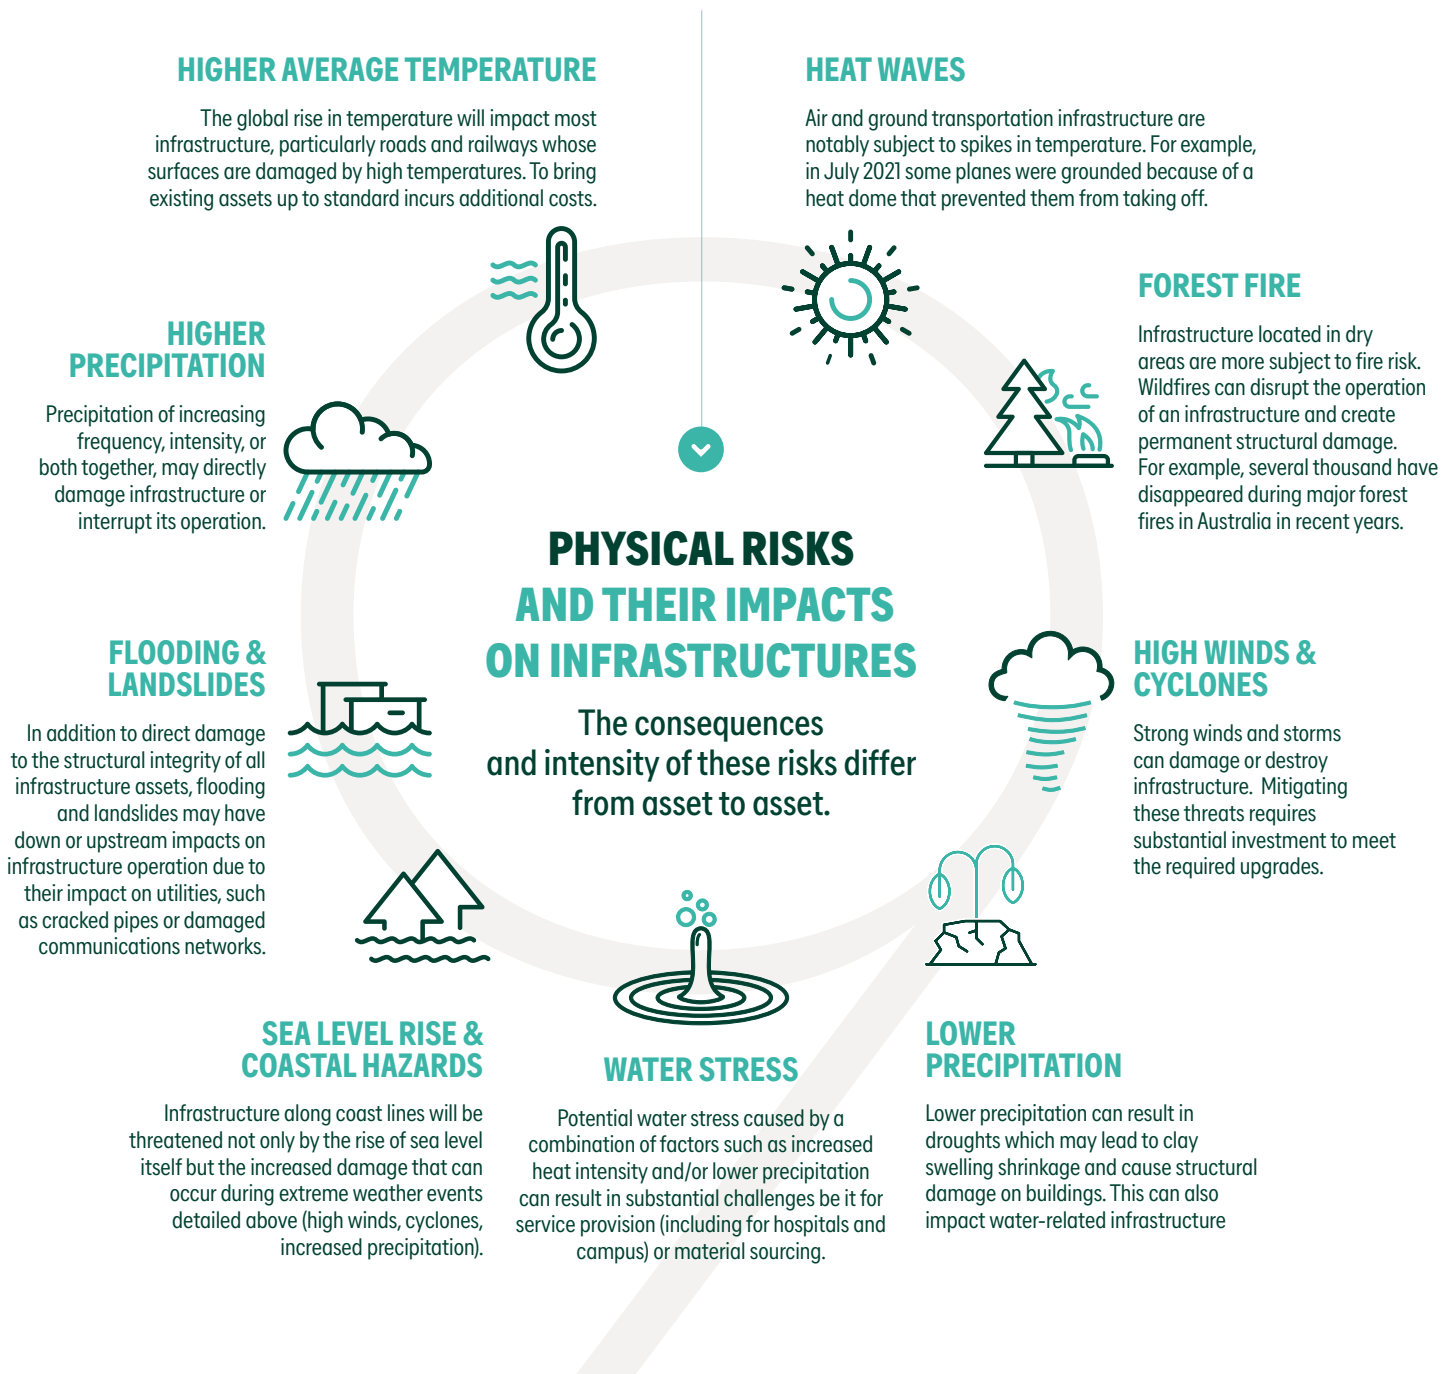 HIGHER AVERAGE TEMPERATURE
The global rise in temperature will impact most
infrastructure, particularly roads and railways whose
surfaces are damaged by high temperatures. To bring
existing assets up to standard incurs additional costs.
HEAT WAVES
Air and ground transportation infrastructure are
notably subject to spikes in temperature. For example,
in July 2021 some planes were grounded because of a
heat dome that prevented them from taking off.
FOREST FIRE
Infrastructure located in dry
areas are more subject to fire risk.
Wildfires can disrupt the operation
of an infrastructure and create
permanent structural damage.
For example, several thousand have
disappeared during major forest
fires in Australia in recent years.
HIGHER
PRECIPITATION
Precipitation of increasing
frequency, intensity, or
both together, may directly
damage infrastructure or
interrupt its operation.
PHYSICAL RISKS
AND THEIR IMPACTS
ON INFRASTRUCTURES
The consequences
and intensity of these risks differ
from asset to asset.
FLOODING &
LANDSLIDES
In addition to direct damage
to the structural integrity of all
infrastructure assets, flooding
and landslides may have
down or upstream impacts on
infrastructure operation due to
their impact on utilities, such
as cracked pipes or damaged
communications networks.
HIGH WINDS &
CYCLONES
Strong winds and storms
can damage or destroy
infrastructure.  Mitigating
these threats requires
substantial investment to meet
the required upgrades.
SEA LEVEL RISE &
COASTAL HAZARDS
Infrastructure along coast lines will be
threatened not only by the rise of sea level
itself but the increased damage that can
occur during extreme weather events
detailed above (high winds, cyclones,
increased precipitation).
WATER STRESS
Potential water stress caused by a
combination of factors such as increased
heat intensity and/or lower precipitation
can result in substantial challenges be it for
service provision (including for hospitals and
campus) or material sourcing.
LOWER
PRECIPITATION
Lower precipitation can result in
droughts which may lead to clay
swelling shrinkage and cause structural
damage on buildings. This can also
impact water-related infrastructure